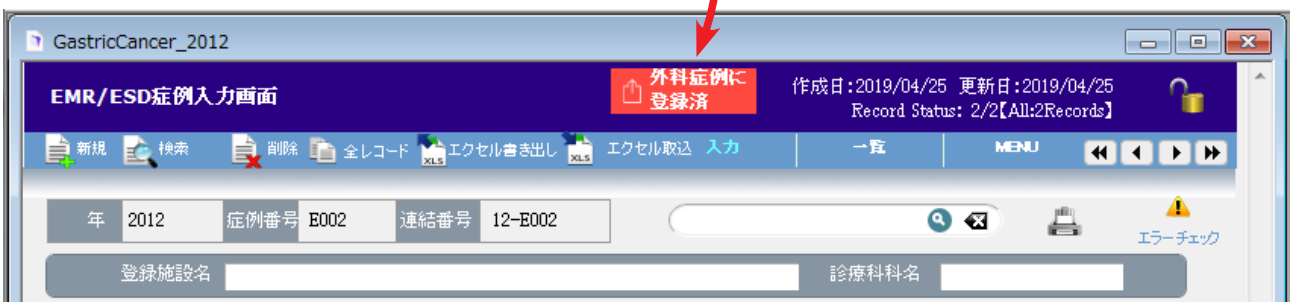 GastricCancer_2012
EMR/ESD症例入力画面
外科症例に
登録済
作成日:2019/04/25 更新日:2019/04/25
Record Status: 2/2【All:2Records】
新規 検索 削除 全レコード XLS エクセル書き出し XLS エクセル取込 入力 一覧 MENU
年 2012 症例番号 E002 連結番号 12-E002
エラーチェック
登録施設名 診療科科名